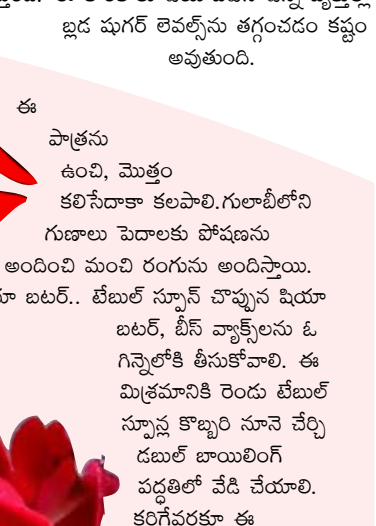 బ్లడ షుగర్ లెవల్స్‌ను తగ్గంచడం కష్టం
అవుతుంది.
ఈ
పాత్రను
ఉంచి, మొత్తం
కలిసేదాకా కలపాలి.గులాబీలోని
గుణాలు పెదాలకు పోషణను
అందించి మంచి రంగును అందిస్తాయి.
బటర్.. టేబుల్ స్పూన్ చొప్పున షియా
బటర్, బీస్ వ్యాక్స్‌లను ఓ
గిన్నెలోకి తీసుకోవాలి. ఈ
మిశ్రమానికి రెండు టేబుల్
స్పూన్ల కొబ్బరి నూనె చేర్చి
డబుల్ బాయిలింగ్
పద్ధతిలో వేడి చేయాలి.
కరిగేవరకూ ఈ